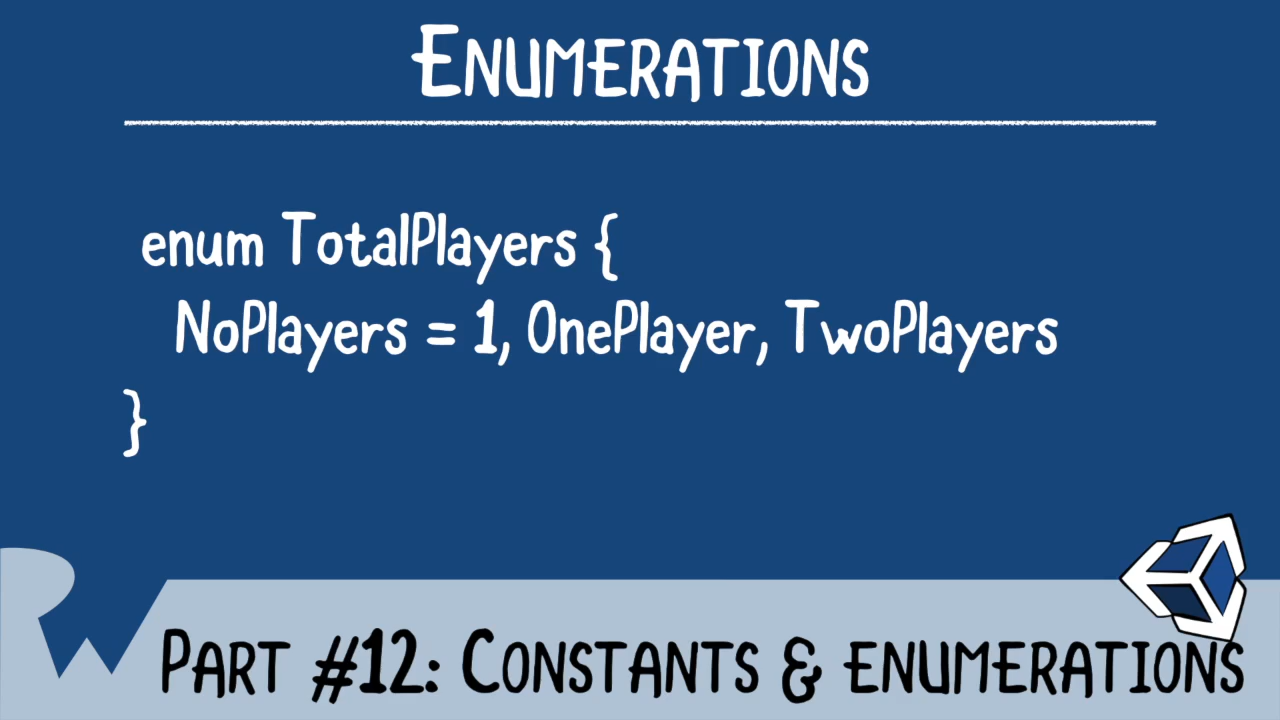 ENUMERATIONS
enum TotalPlayers {
NoPlayers = 1, OnePlayer, TwoPlayers
}
PART #12: CONSTANTS & ENUMERATIONS